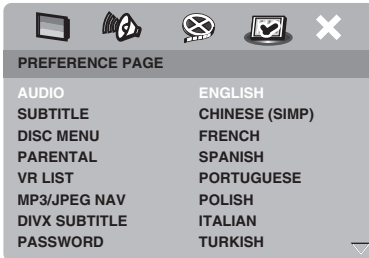 PREFERENCE PAGE
AUDIO ENGLISH
SUBTITLE CHINESE (SIMP)
DISC MENU FRENCH
PARENTAL SPANISH
VR LIST PORTUGUESE
MP3/JPEG NAV POLISH
DIVX SUBTITLE ITALIAN
PASSWORD TURKISH